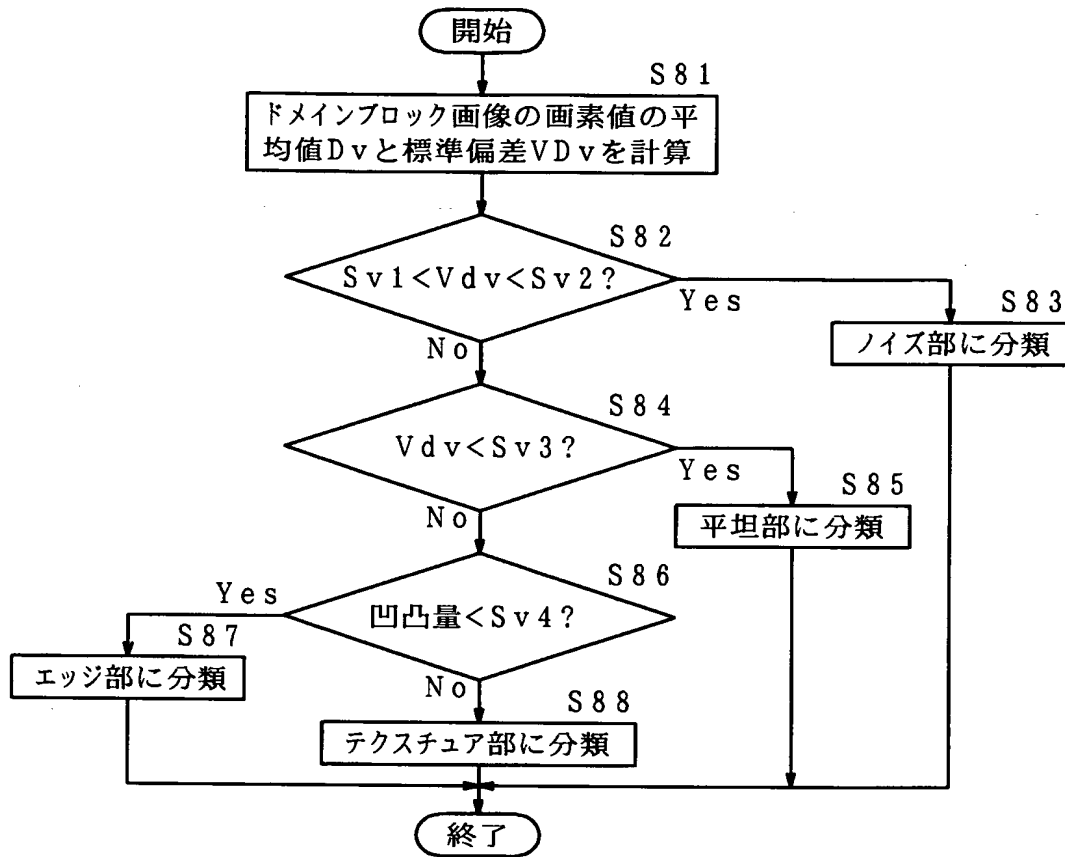 開始
S81
ドメインブロック画像の画素値の平
均値Dvと標準偏差VDvを計算
S82
Sv1<Vdv<Sv2?
Yes
No
S83
ノイズ部に分類
S84
Vdv<Sv3?
Yes
No
S85
平坦部に分類
S86
凹凸量<Sv4?
Yes
No
S87
エッジ部に分類
S88
テクスチュア部に分類
終了